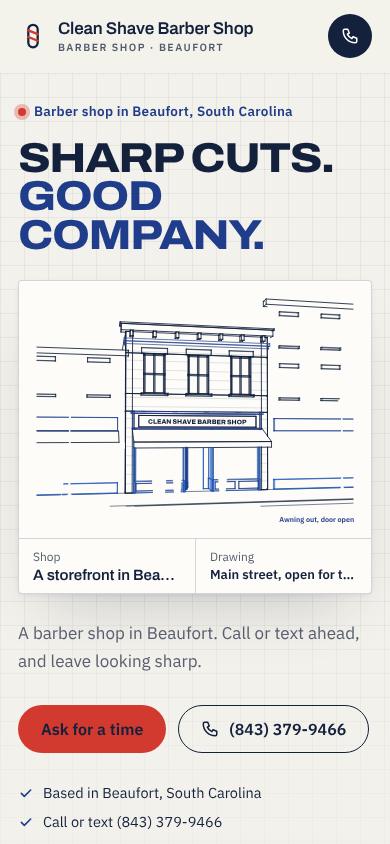 Clean Shave Barber Shop
BARBER SHOP · BEAUFORT
Barber shop in Beaufort, South Carolina
SHARP CUTS.
GOOD
COMPANY.
CLEAN SHAVE BARBER SHOP
Awning out, door open
Shop
A storefront in Bea...
Drawing
Main street, open for t...
A barber shop in Beaufort. Call or text ahead,
and leave looking sharp.
Ask for a time
(843) 379-9466
Based in Beaufort, South Carolina
Call or text (843) 379-9466